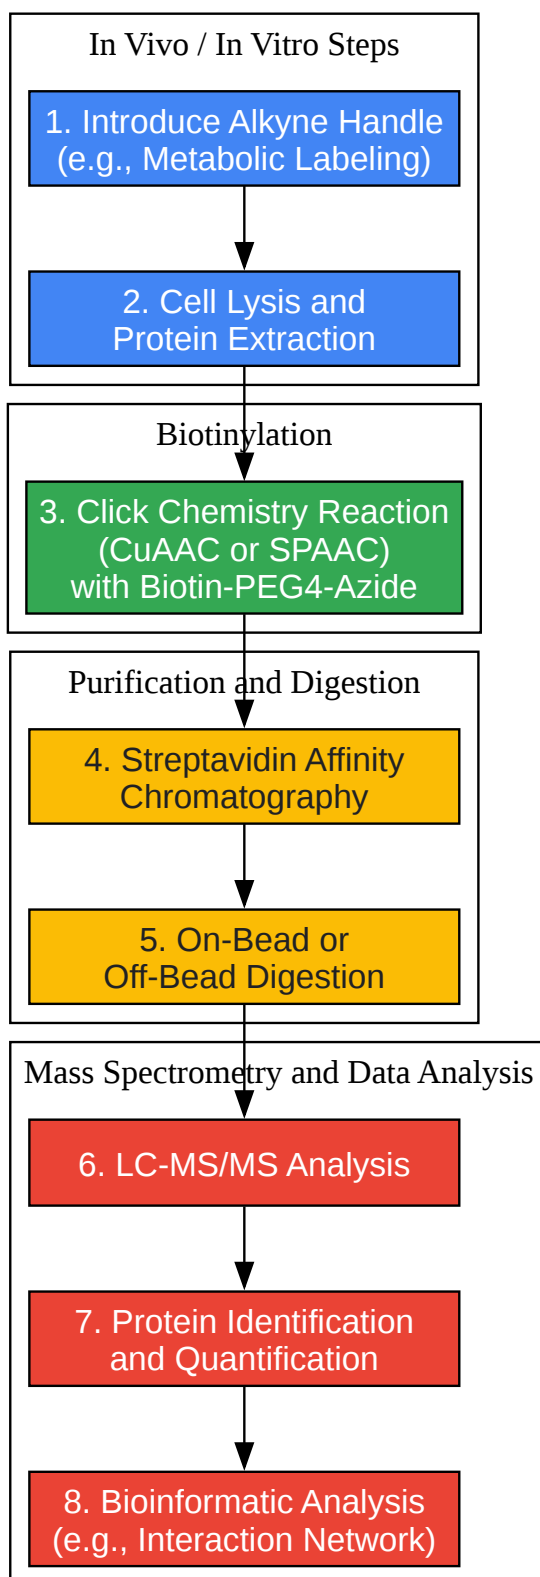 In Vivo / In Vitro Steps
1. Introduce Alkyne Handle
(e.g., Metabolic Labeling)
2. Cell Lysis and
Protein Extraction
Biotinylation
3. Click Chemistry Reaction
(CuAAC or SPAAC)
with Biotin-PEG4-Azide
Purification and Digestion
4. Streptavidin Affinity
Chromatography
5. On-Bead or
Off-Bead Digestion
Mass Spectrometry and Data Analysis
6. LC-MS/MS Analysis
7. Protein Identification
and Quantification
8. Bioinformatic Analysis
(e.g., Interaction Network)